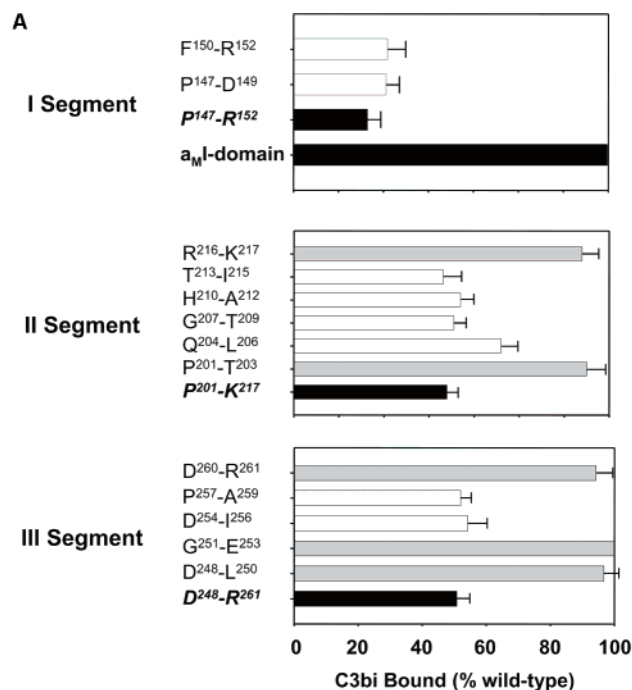 A
I Segment
F¹⁵⁰-R¹⁵²
P¹⁴⁷-D¹⁴⁹
P¹⁴⁷-R¹⁵²
aMI-domain
II Segment
R²¹⁶-K²¹⁷
T²¹³-I²¹⁵
H²¹⁰-A²¹²
G²⁰⁷-T²⁰⁹
Q²⁰⁴-L²⁰⁶
P²⁰¹-T²⁰³
P²⁰¹-K²¹⁷
III Segment
D²⁶⁰-R²⁶¹
P²⁵⁷-A²⁵⁹
D²⁵⁴-I²⁵⁶
G²⁵¹-E²⁵³
D²⁴⁸-L²⁵⁰
D²⁴⁸-R²⁶¹
0 20 40 60 80 100
C3bi Bound (% wild-type)